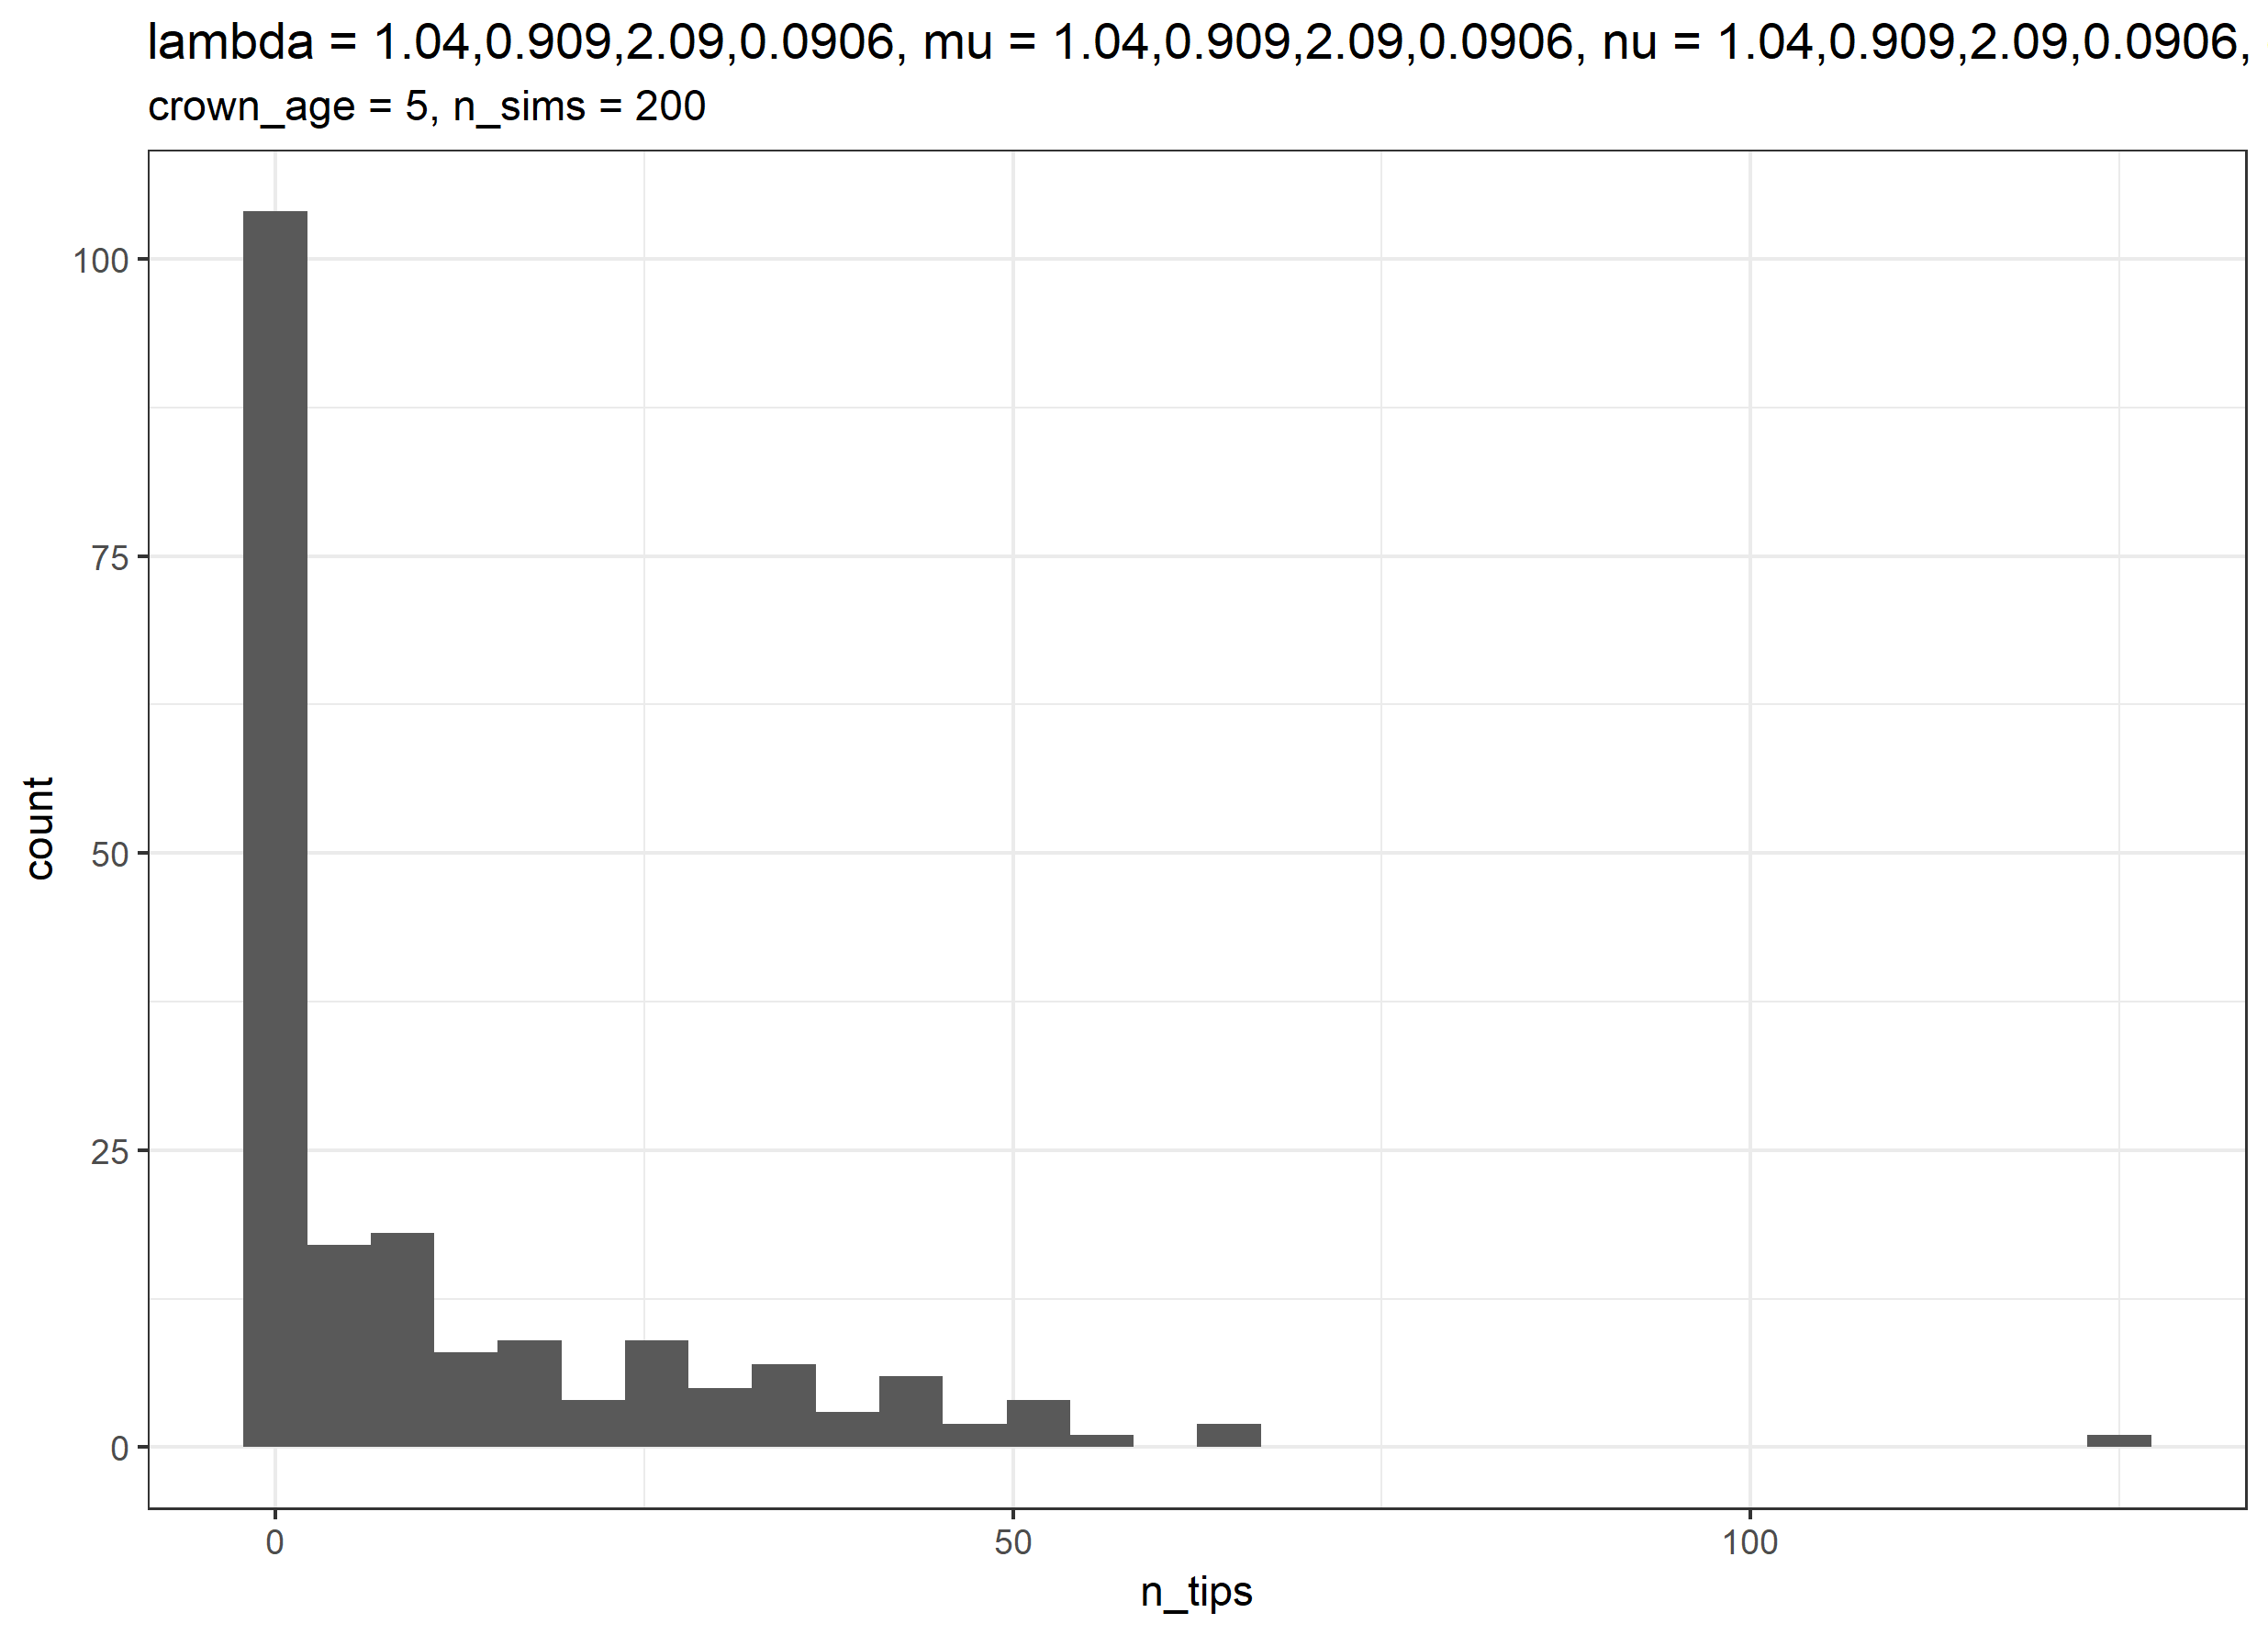 lambda = 1.04,0.909,2.09,0.0906, mu = 1.04,0.909,2.09,0.0906, nu = 1.04,0.909,2.09,0.0906,
crown_age = 5, n_sims = 200
100
75
50
25
0
count
0 50 100
n_tips